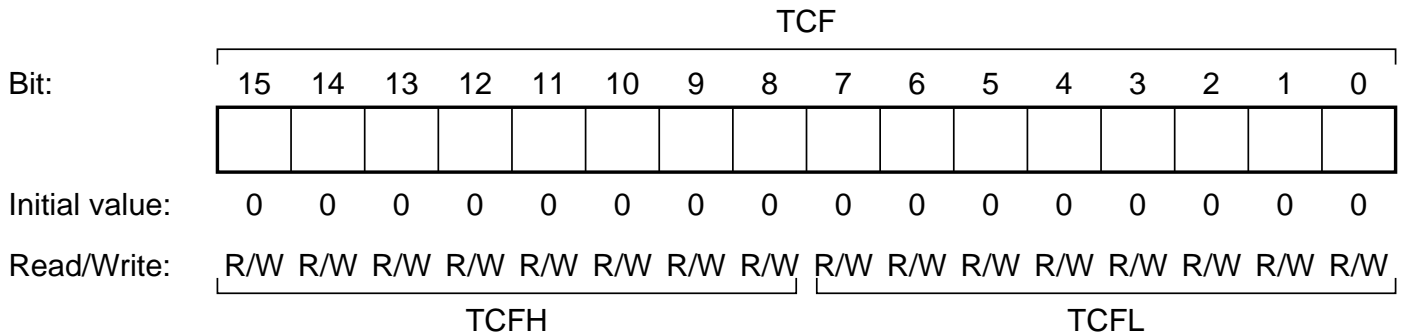 TCF
Bit: 15 14 13 12 11 10 9 8 7 6 5 4 3 2 1 0
Initial value: 0 0 0 0 0 0 0 0 0 0 0 0 0 0 0 0
Read/Write: R/W R/W R/W R/W R/W R/W R/W R/W R/W R/W R/W R/W R/W R/W R/W R/W
TCFH TCFL